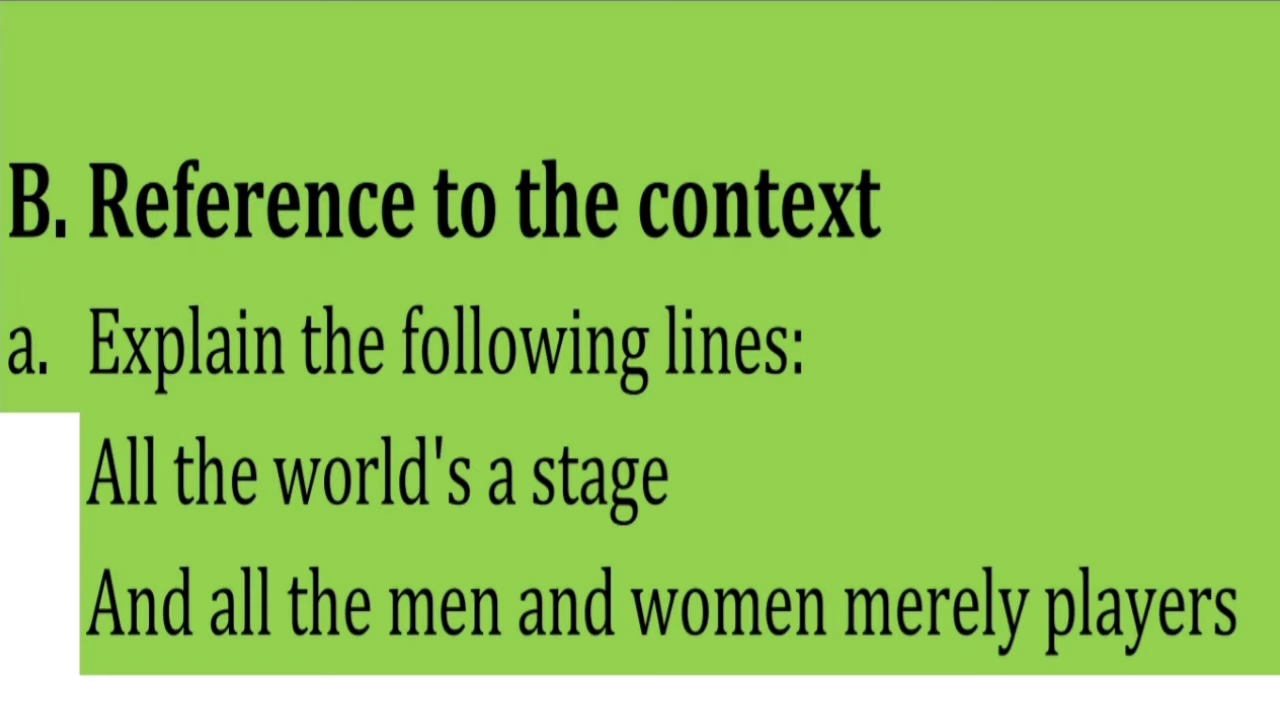 B. Reference to the context
a. Explain the following lines:
All the world's a stage
And all the men and women merely players